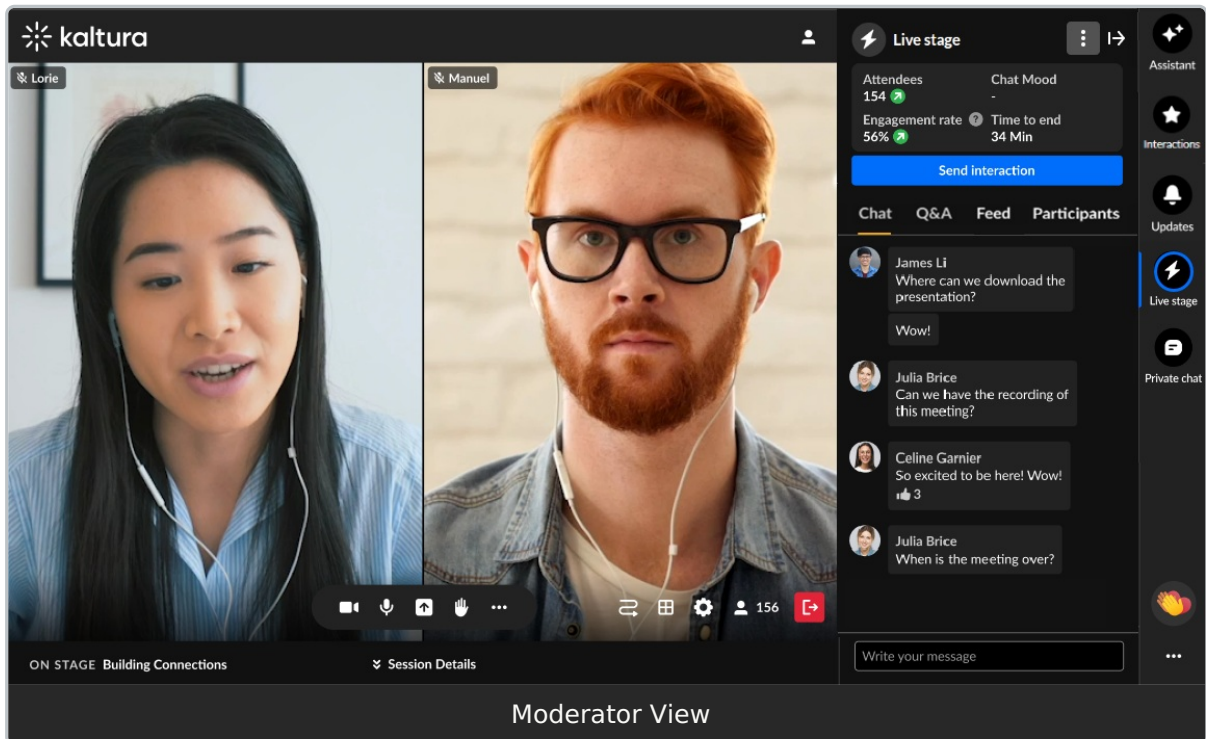 kaltura
Lorie
Manuel
ON STAGE Building Connections
Session Details
156
Live stage
Attendees
154
Chat Mood
-
Engagement rate ?
56%
Time to end
34 Min
Send interaction
Chat Q&A Feed Participants
James Li
Where can we download the
presentation?
Wow!
Julia Brice
Can we have the recording of
this meeting?
Celine Garnier
So excited to be here! Wow!
3
Julia Brice
When is the meeting over?
Write your message
Assistant
Interactions
Updates
Live stage
Private chat
Moderator View